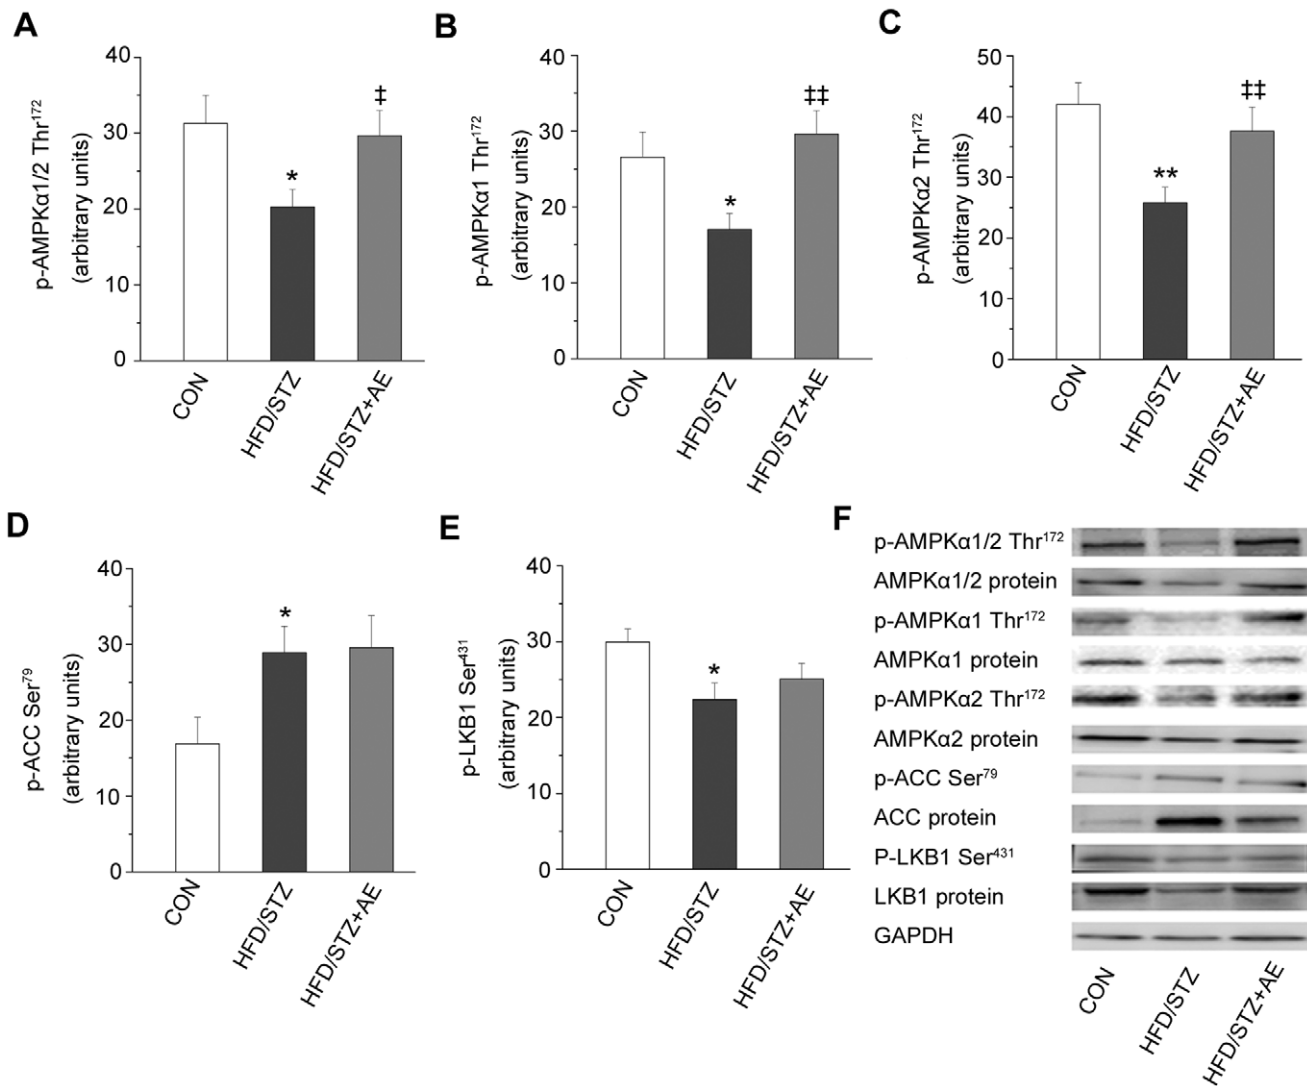 A
p-AMPKα1/2 Thr172
(arbitrary units)
40
30
20
10
0
*
‡
CON
HFD/STZ
HFD/STZ+AE
B
p-AMPKα1 Thr172
(arbitrary units)
40
30
20
10
0
*
‡‡
CON
HFD/STZ
HFD/STZ+AE
C
p-AMPKα2 Thr172
(arbitrary units)
50
40
30
20
10
0
**
‡‡
CON
HFD/STZ
HFD/STZ+AE
D
p-ACC Ser79
(arbitrary units)
40
30
20
10
0
*
CON
HFD/STZ
HFD/STZ+AE
E
p-LKB1 Ser431
(arbitrary units)
40
30
20
10
0
*
CON
HFD/STZ
HFD/STZ+AE
F
p-AMPKα1/2 Thr172
AMPKα1/2 protein
p-AMPKα1 Thr172
AMPKα1 protein
p-AMPKα2 Thr172
AMPKα2 protein
p-ACC Ser79
ACC protein
P-LKB1 Ser431
LKB1 protein
GAPDH
CON
HFD/STZ
HFD/STZ+AE